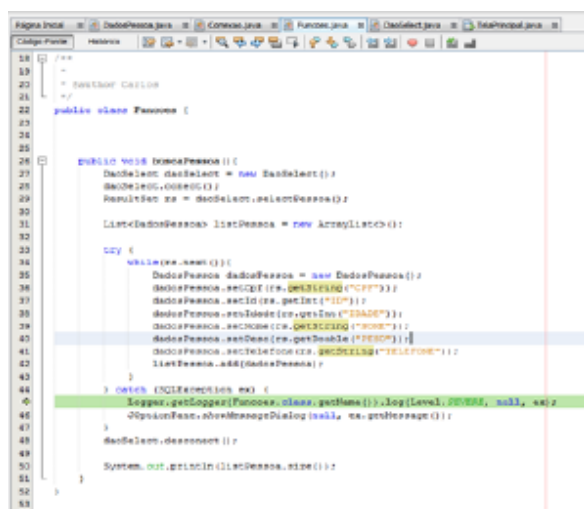 Página Inicial DadosPessoa.java Conexao.java Funcoes.java DaoSelect.java TelaPrincipal.java
Código-Fonte Histórico
18 /**
19 *
20 * @author Carlos
21 */
22 public class Funcoes {
23
24
25
26 public void buscaPessoa(){
27 DaoSelect daoSelect = new DaoSelect();
28 daoSelect.conect();
29 ResultSet rs = daoSelect.selectPessoa();
30
31 List<DadosPessoa> listPessoa = new ArrayList<>();
32
33 try {
34 while(rs.next()){
35 DadosPessoa dadosPessoa = new DadosPessoa();
36 dadosPessoa.setCpf(rs.getString("CPF"));
37 dadosPessoa.setId(rs.getInt("ID"));
38 dadosPessoa.setIdade(rs.getInt("IDADE"));
39 dadosPessoa.setNome(rs.getString("NOME"));
40 dadosPessoa.setPeso(rs.getDouble("PESO"));
41 dadosPessoa.setTelefone(rs.getString("TELEFONE"));
42 listPessoa.add(dadosPessoa);
43 }
44 } catch (SQLException ex) {
Logger.getLogger(Funcoes.class.getName()).log(Level.SEVERE, null, ex);
46 JOptionPane.showMessageDialog(null, ex.getMessage());
47 }
48 daoSelect.desconect();
49
50 System.out.println(listPessoa.size());
51 }
52 }
53